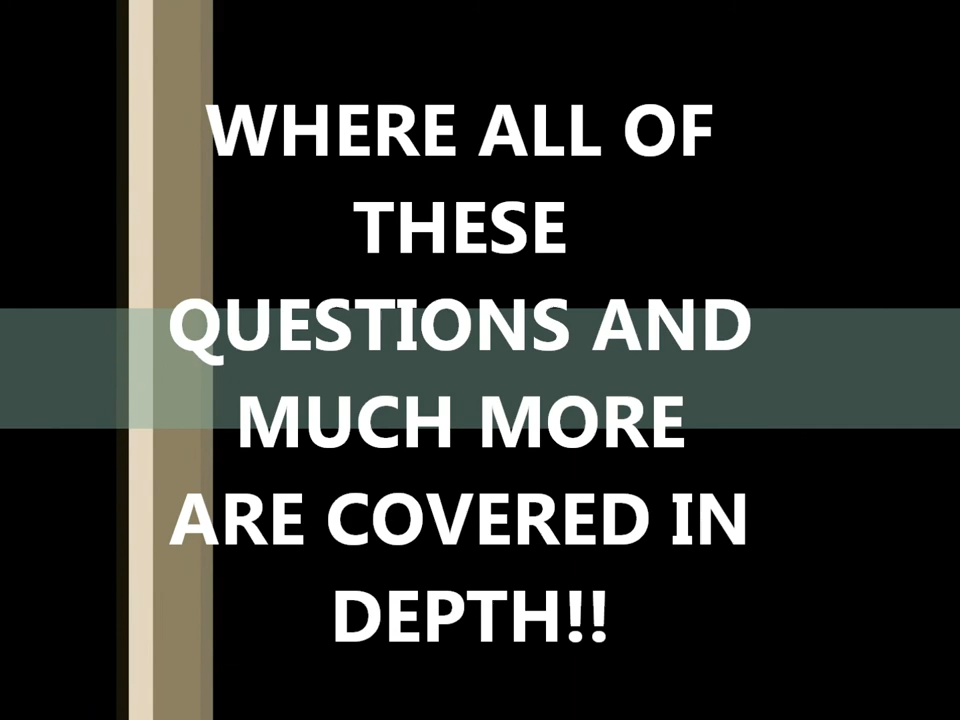 WHERE ALL OF
THESE
QUESTIONS AND
MUCH MORE
ARE COVERED IN
DEPTH!!